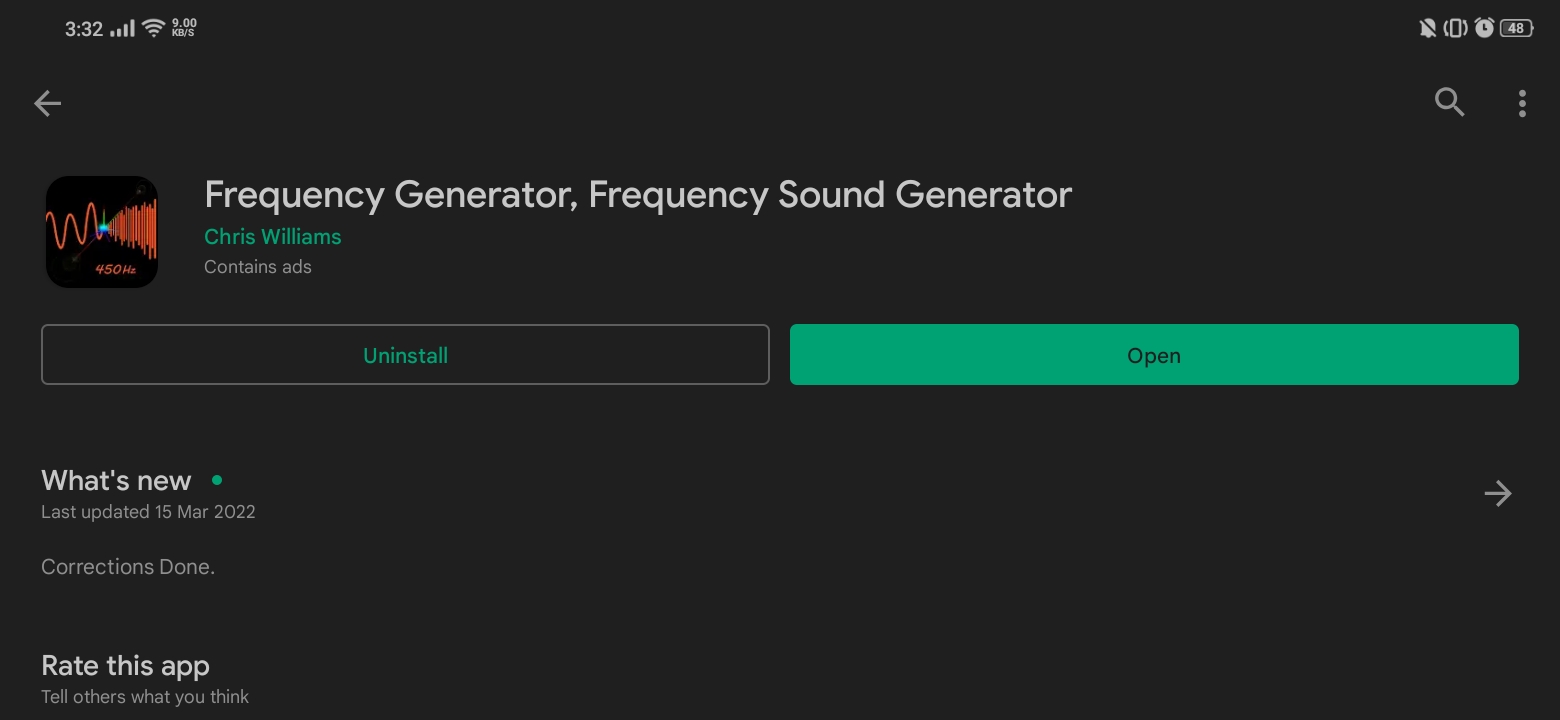 3:32 9.00 KB/S 48
Frequency Generator, Frequency Sound Generator
Chris Williams
Contains ads
450Hz
Uninstall Open
What's new
Last updated 15 Mar 2022
Corrections Done.
Rate this app
Tell others what you think